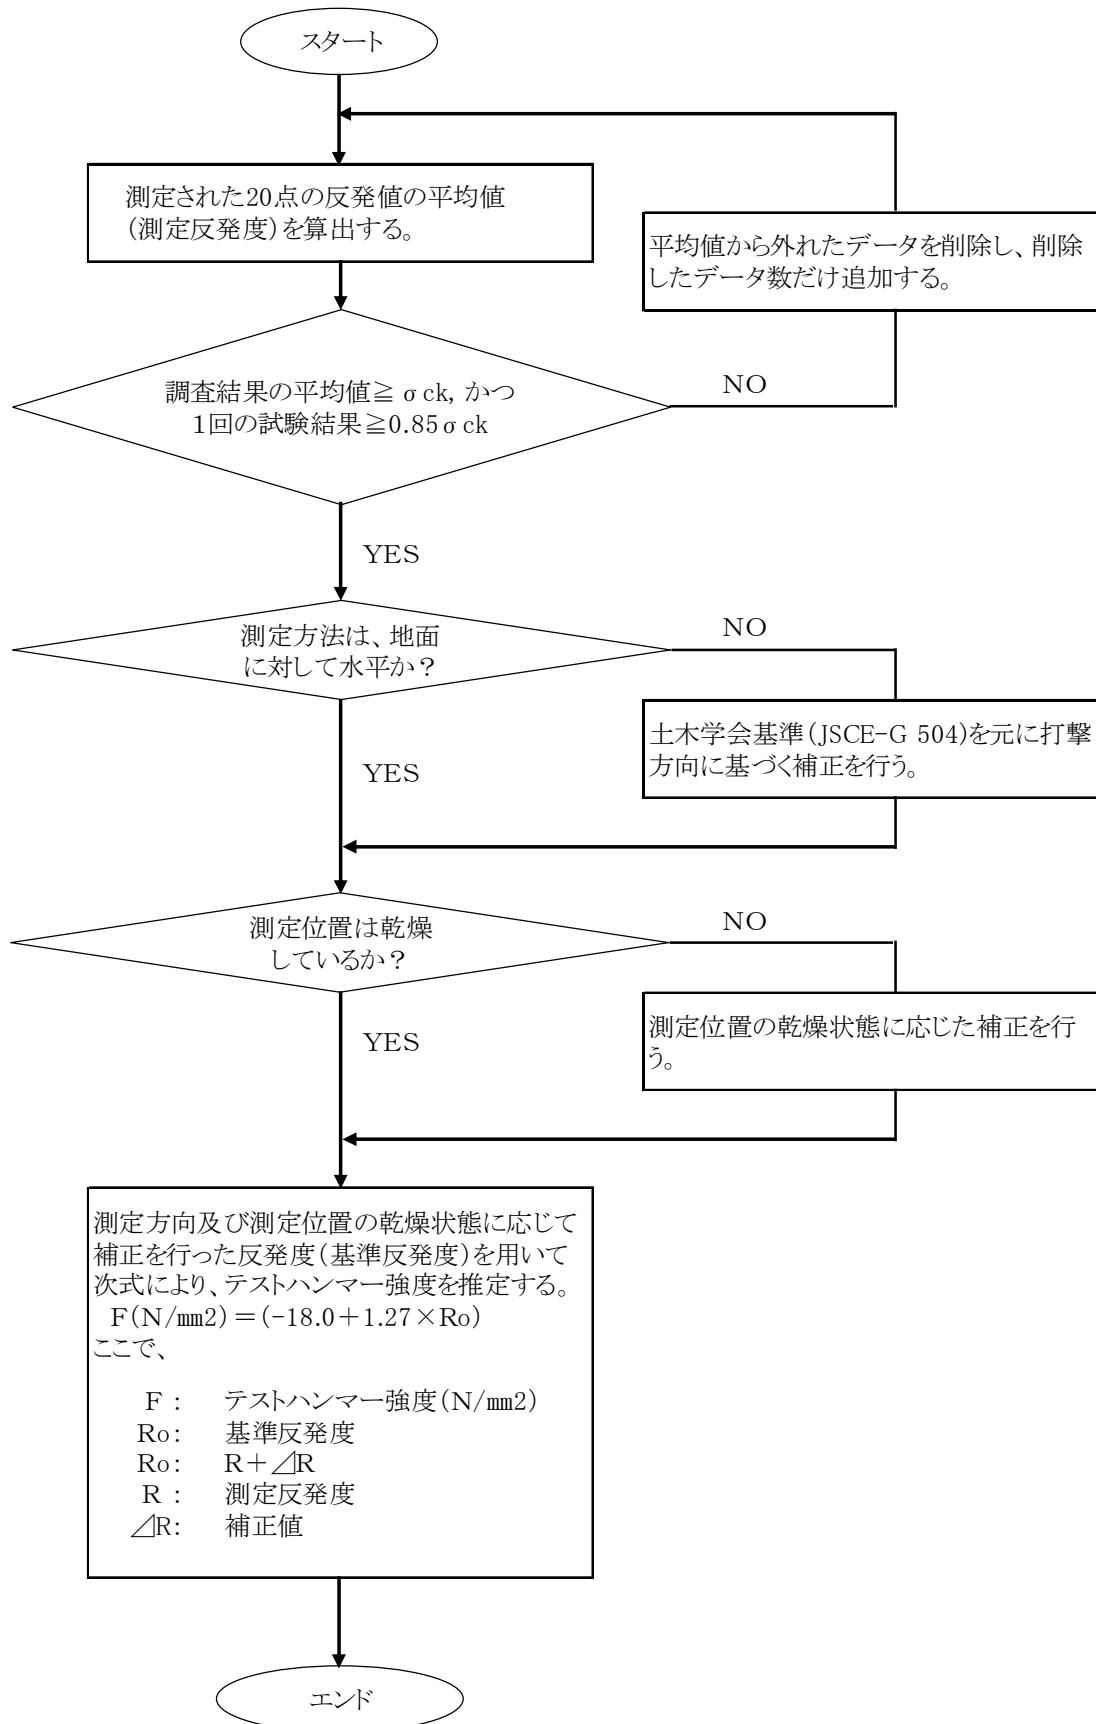 スタート
測定された20点の反発値の平均値
(測定反発度)を算出する。
平均値から外れたデータを削除し、削除
したデータ数だけ追加する。
調査結果の平均値≧σck,かつ
1回の試験結果≧0.85σck
NO
YES
測定方法は、地面
に対して水平か？
NO
土木学会基準(JSCE-G 504)を元に打撃
方向に基づく補正を行う。
YES
測定位置は乾燥
しているか？
NO
測定位置の乾燥状態に応じた補正を行
う。
YES
測定方向及び測定位置の乾燥状態に応じて
補正を行った反発度(基準反発度)を用いて
次式により、テストハンマー強度を推定する。
F(N/㎜2)＝(-18.0＋1.27×Ro)
ここで、
F： テストハンマー強度(N/㎜2)
Ro： 基準反発度
Ro： R＋⊿R
R： 測定反発度
⊿R： 補正値
エンド